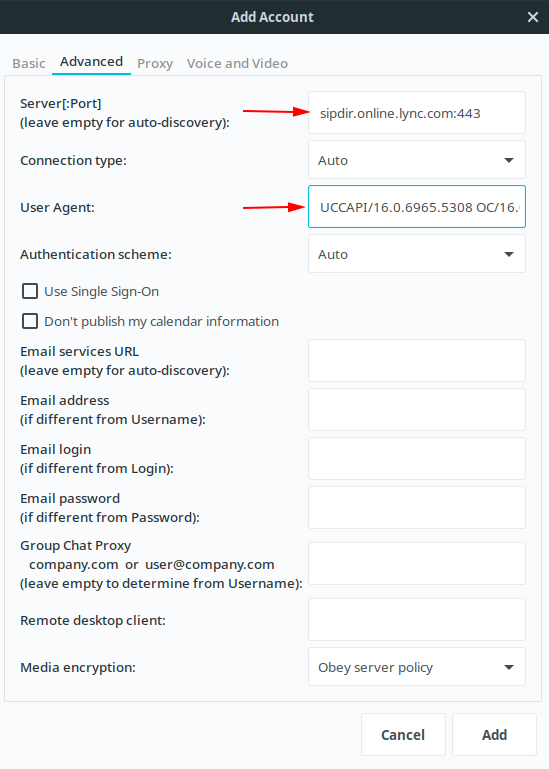 Add Account
Basic Advanced Proxy Voice and Video
Server[:Port]
(leave empty for auto-discovery):
sipdir.online.lync.com:443
Connection type:
Auto
User Agent:
UCCAPI/16.0.6965.5308 OC/16.
Authentication scheme:
Auto
Use Single Sign-On
Don't publish my calendar information
Email services URL
(leave empty for auto-discovery):
Email address
(if different from Username):
Email login
(if different from Login):
Email password
(if different from Password):
Group Chat Proxy
company.com or user@company.com
(leave empty to determine from Username):
Remote desktop client:
Media encryption:
Obey server policy
Cancel
Add